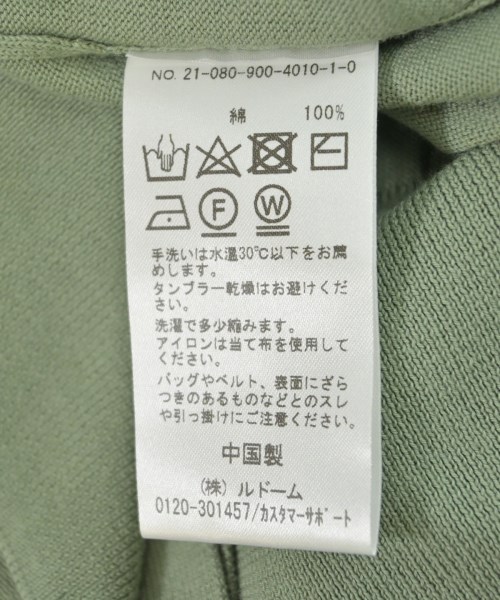 NO. 21-080-900-4010-1-0
綿 100%
F W
手洗いは水温30℃以下をお薦
めします。
タンブラー乾燥はお避けくだ
さい。
洗濯で多少縮みます。
アイロンは当て布を使用して
ください。
バッグやベルト、表面にざら
つきのあるものなどとのスレ
や引っ掛けにご注意ください。
中国製
(株) ルドーム
0120-301457/カスタマーサポート